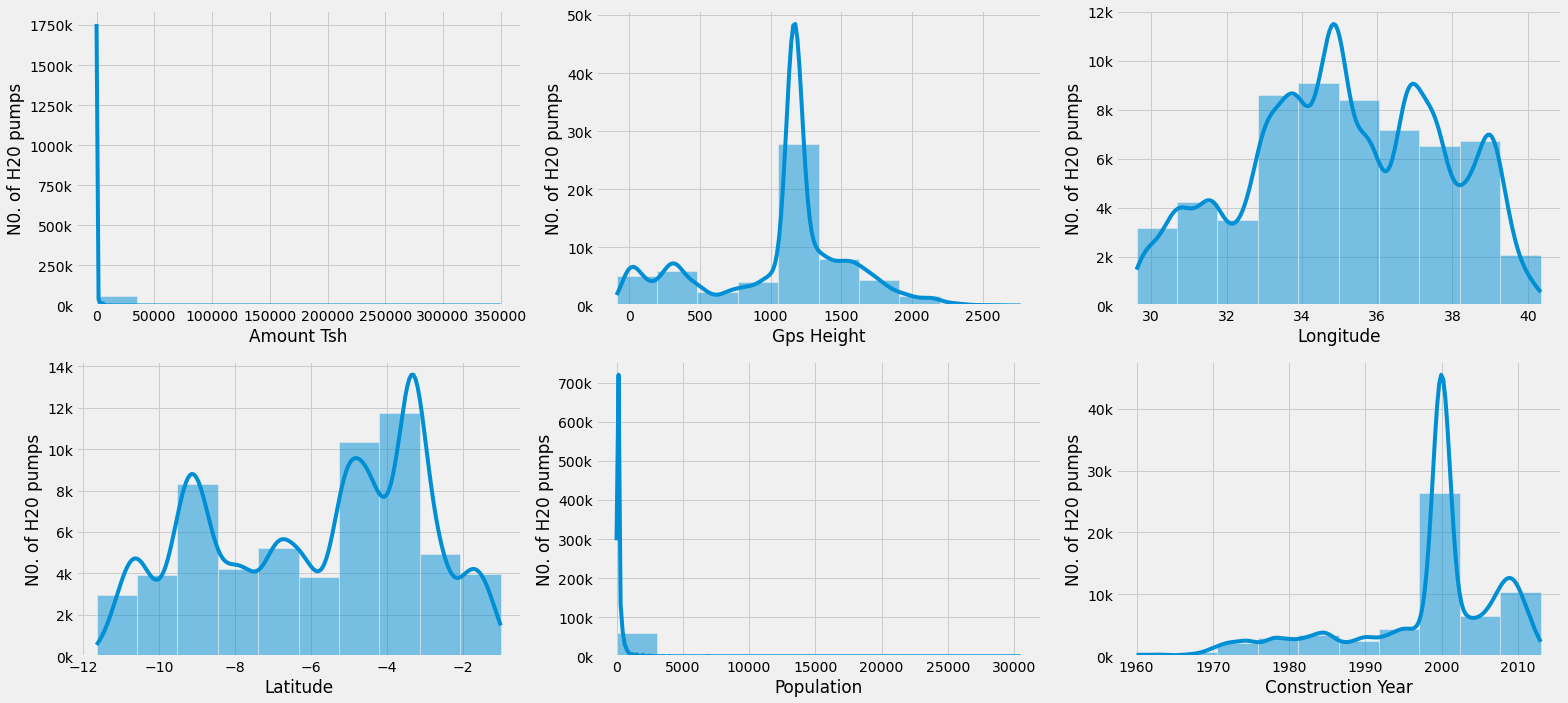 1750k
1500k
1250k
1000k
750k
500k
250k
0k
N0. of H20 pumps
0 50000 100000 150000 200000 250000 300000 350000
Amount Tsh
50k
40k
30k
20k
10k
0k
N0. of H20 pumps
0 500 1000 1500 2000 2500
Gps Height
12k
10k
8k
6k
4k
2k
0k
N0. of H20 pumps
30 32 34 36 38 40
Longitude
14k
12k
10k
8k
6k
4k
2k
0k
N0. of H20 pumps
−12 −10 −8 −6 −4 −2
Latitude
700k
600k
500k
400k
300k
200k
100k
0k
N0. of H20 pumps
0 5000 10000 15000 20000 25000 30000
Population
40k
30k
20k
10k
0k
N0. of H20 pumps
1960 1970 1980 1990 2000 2010
Construction Year